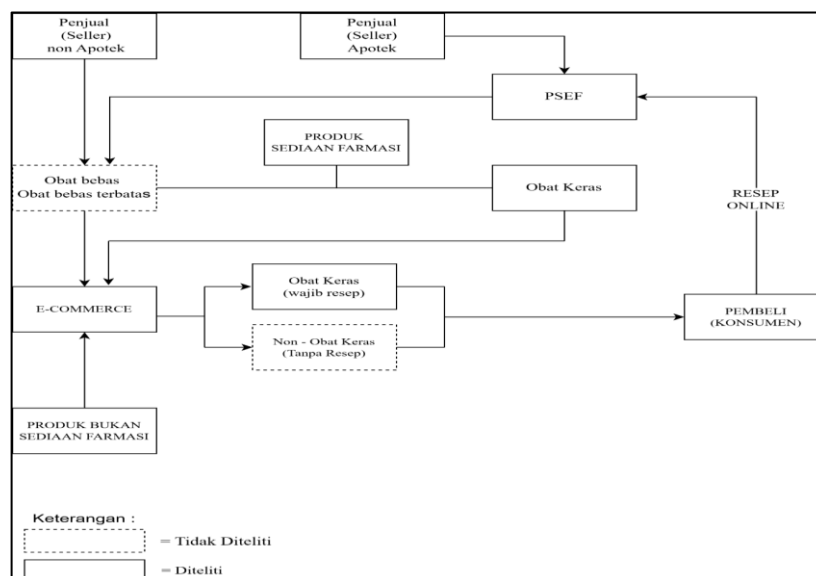 Penjual
(Seller)
non Apotek
Penjual
(Seller)
Apotek
PSEF
PRODUK
SEDIAAN FARMASI
Obat bebas
Obat bebas terbatas
Obat Keras
RESEP
ONLINE
E-COMMERCE
Obat Keras
(wajib resep)
Non - Obat Keras
(Tanpa Resep)
PEMBELI
(KONSUMEN)
PRODUK BUKAN
SEDIAAN FARMASI
Keterangan :
= Tidak Diteliti
= Diteliti